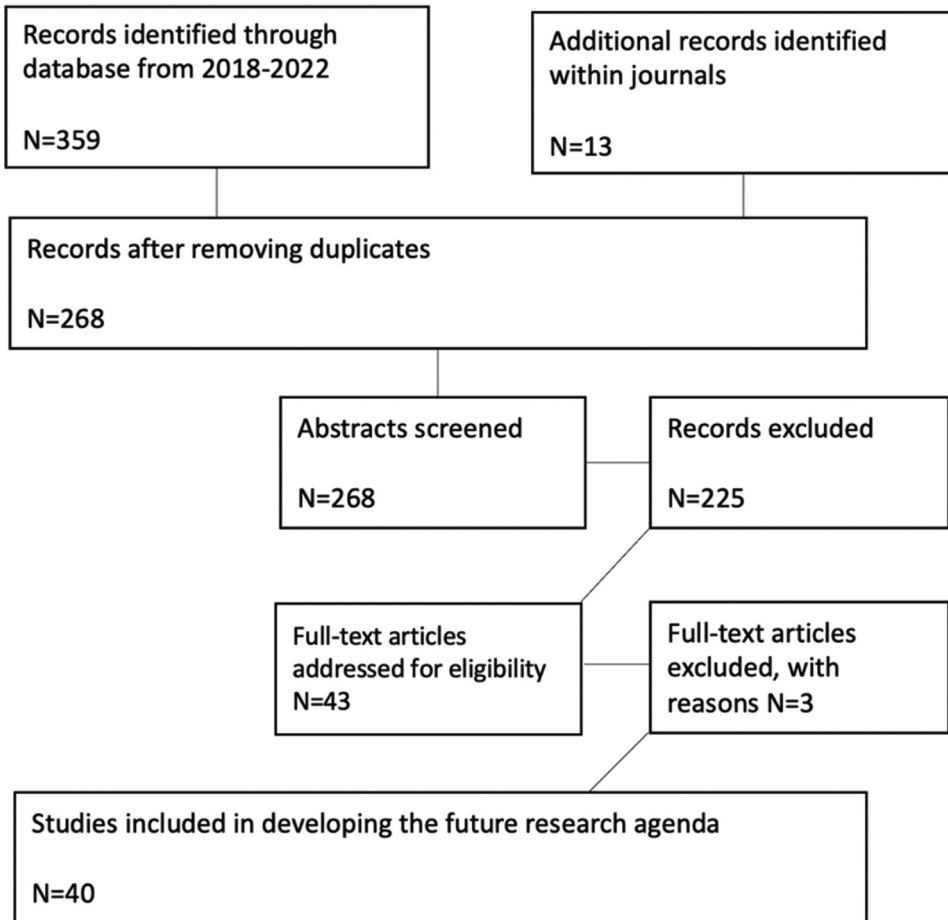 Records identified through
database from 2018-2022
N=359
Additional records identified
within journals
N=13
Records after removing duplicates
N=268
Abstracts screened
N=268
Records excluded
N=225
Full-text articles
addressed for eligibility
N=43
Full-text articles
excluded, with
reasons N=3
Studies included in developing the future research agenda
N=40